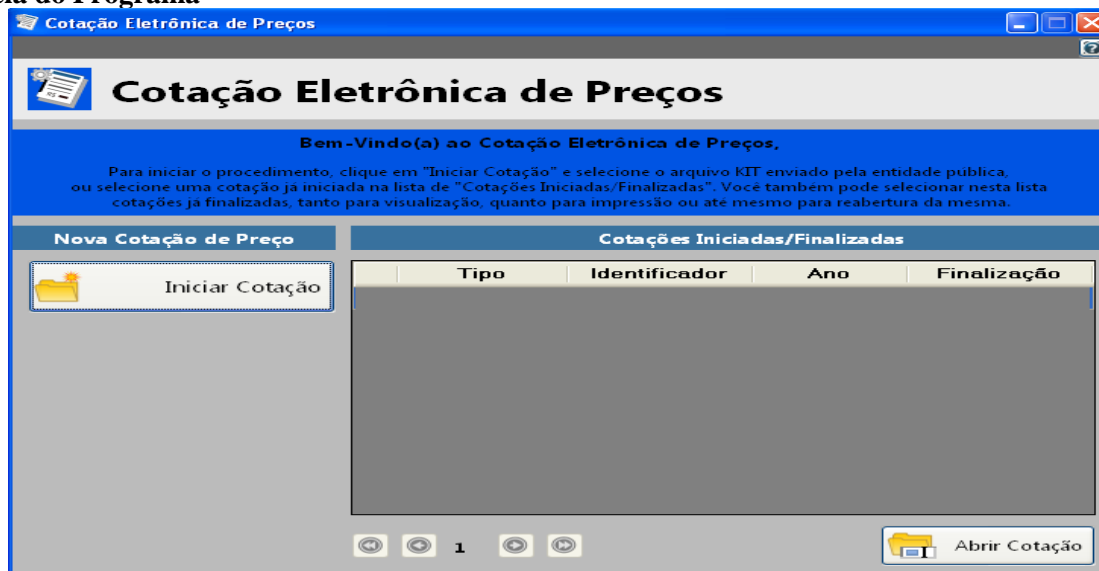 do Programa
Cotação Eletrônica de Preços
Cotação Eletrônica de Preços
Bem-Vindo(a) ao Cotação Eletrônica de Preços,
Para iniciar o procedimento, clique em "Iniciar Cotação" e selecione o arquivo KIT enviado pela entidade pública,
ou selecione uma cotação já iniciada na lista de "Cotações Iniciadas/Finalizadas". Você também pode selecionar nesta lista
cotações já finalizadas, tanto para visualização, quanto para impressão ou até mesmo para reabertura da mesma.
Nova Cotação de Preço
Cotações Iniciadas/Finalizadas
Iniciar Cotação
Tipo Identificador Ano Finalização
1
Abrir Cotação